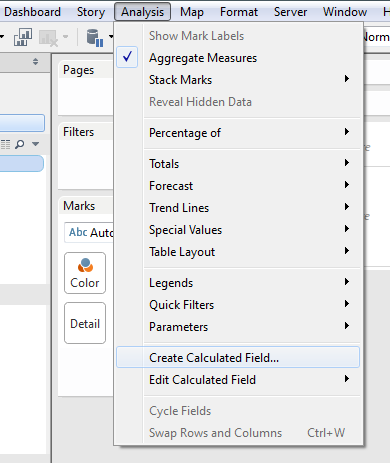 Dashboard Story Analysis Map Format Server Window H
Show Mark Labels
Norm
Pages
Aggregate Measures
Stack Marks
Reveal Hidden Data
Filters
Percentage of
Totals
Forecast
Marks
Trend Lines
Abc Auto
Special Values
Table Layout
Color
Legends
Quick Filters
Detail
Parameters
Create Calculated Field...
Edit Calculated Field
Cycle Fields
Swap Rows and Columns Ctrl+W